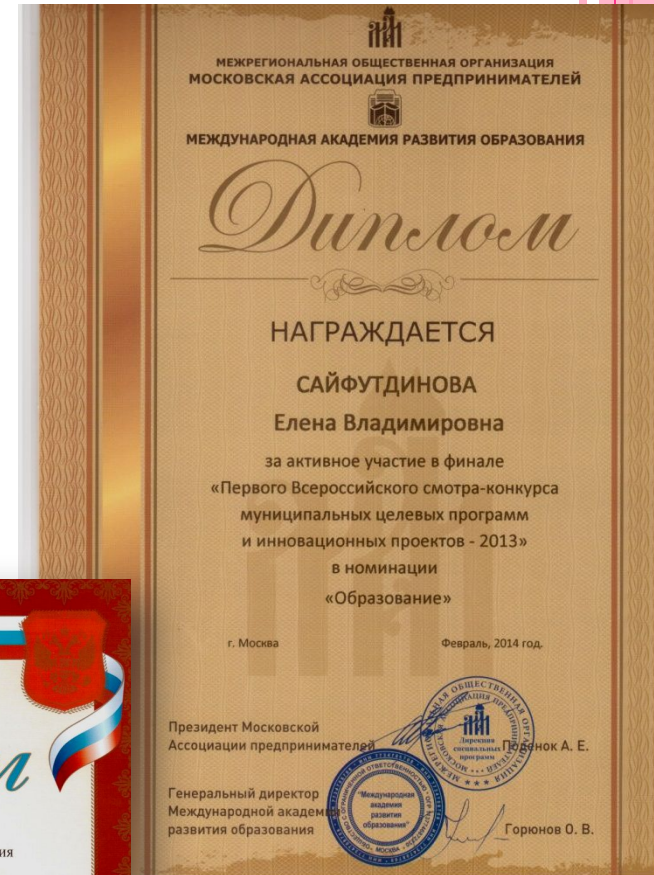 МЕЖРЕГИОНАЛЬНАЯ ОБЩЕСТВЕННАЯ ОРГАНИЗАЦИЯ
МОСКОВСКАЯ АССОЦИАЦИЯ ПРЕДПРИНИМАТЕЛЕЙ
МЕЖДУНАРОДНАЯ АКАДЕМИЯ РАЗВИТИЯ ОБРАЗОВАНИЯ
Диплом
НАГРАЖДАЕТСЯ
САЙФУТДИНОВА
Елена Владимировна
за активное участие в финале
«Первого Всероссийского смотра-конкурса
муниципальных целевых программ
и инновационных проектов - 2013»
в номинации
«Образование»
г. Москва Февраль, 2014 год.
Президент Московской
Ассоциации предпринимателей А. Е.
Дирекция
специальных
программ
Генеральный директор
Международной академии
развития образования Горюнов О. В.
"Международная
академия
развития
образования"
МОСКВА